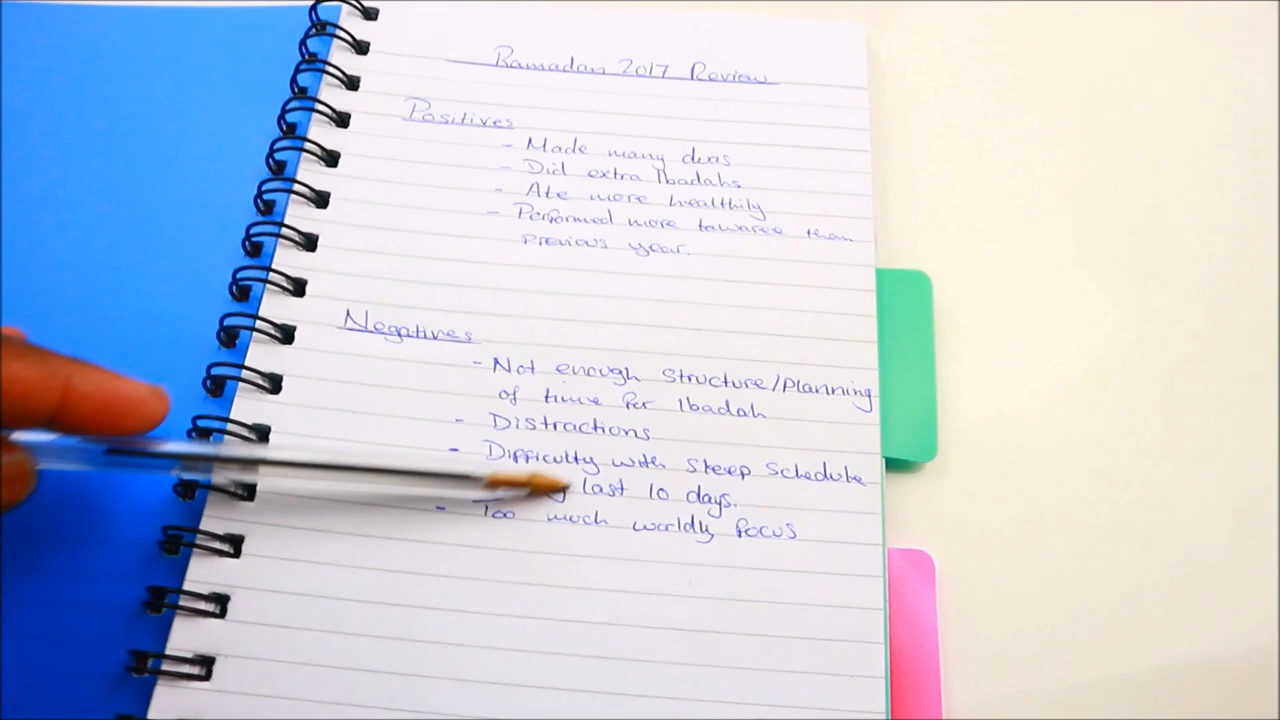 Ramadan 2017 Review
Positives
- Made many duas
- Did extra Ibadahs
- Ate more healthily
- Performed more tawaree than
previous year.
Negatives
- Not enough structure/planning
of time for Ibadah
- Distractions
- Difficulty with sleep schedule
last 10 days.
- Too much worldly focus